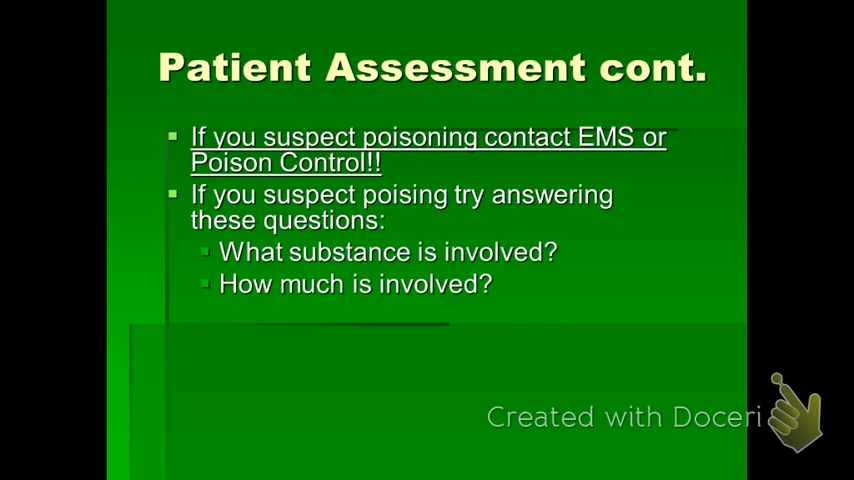 Patient Assessment cont.
If you suspect poisoning contact EMS or
Poison Control!!
If you suspect poising try answering
these questions:
What substance is involved?
How much is involved?
Created with Doceri